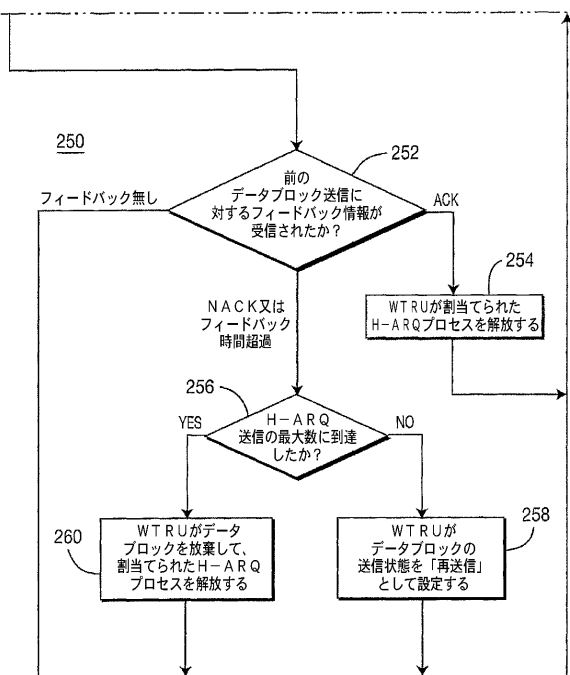 250
252
前の
データブロック送信に
対するフィードバック情報が
受信されたか?
フィードバック無し
ACK
254
WTRUが割当てられた
H-ARQプロセスを解放する
NACK又は
フィードバック
時間超過
256
H-ARQ
送信の最大数に到達
したか?
YES
NO
260
WTRUがデータ
ブロックを放棄して、
割当てられたH-ARQ
プロセスを解放する
WTRUが
データブロックの
送信状態を「再送信」
として設定する
258